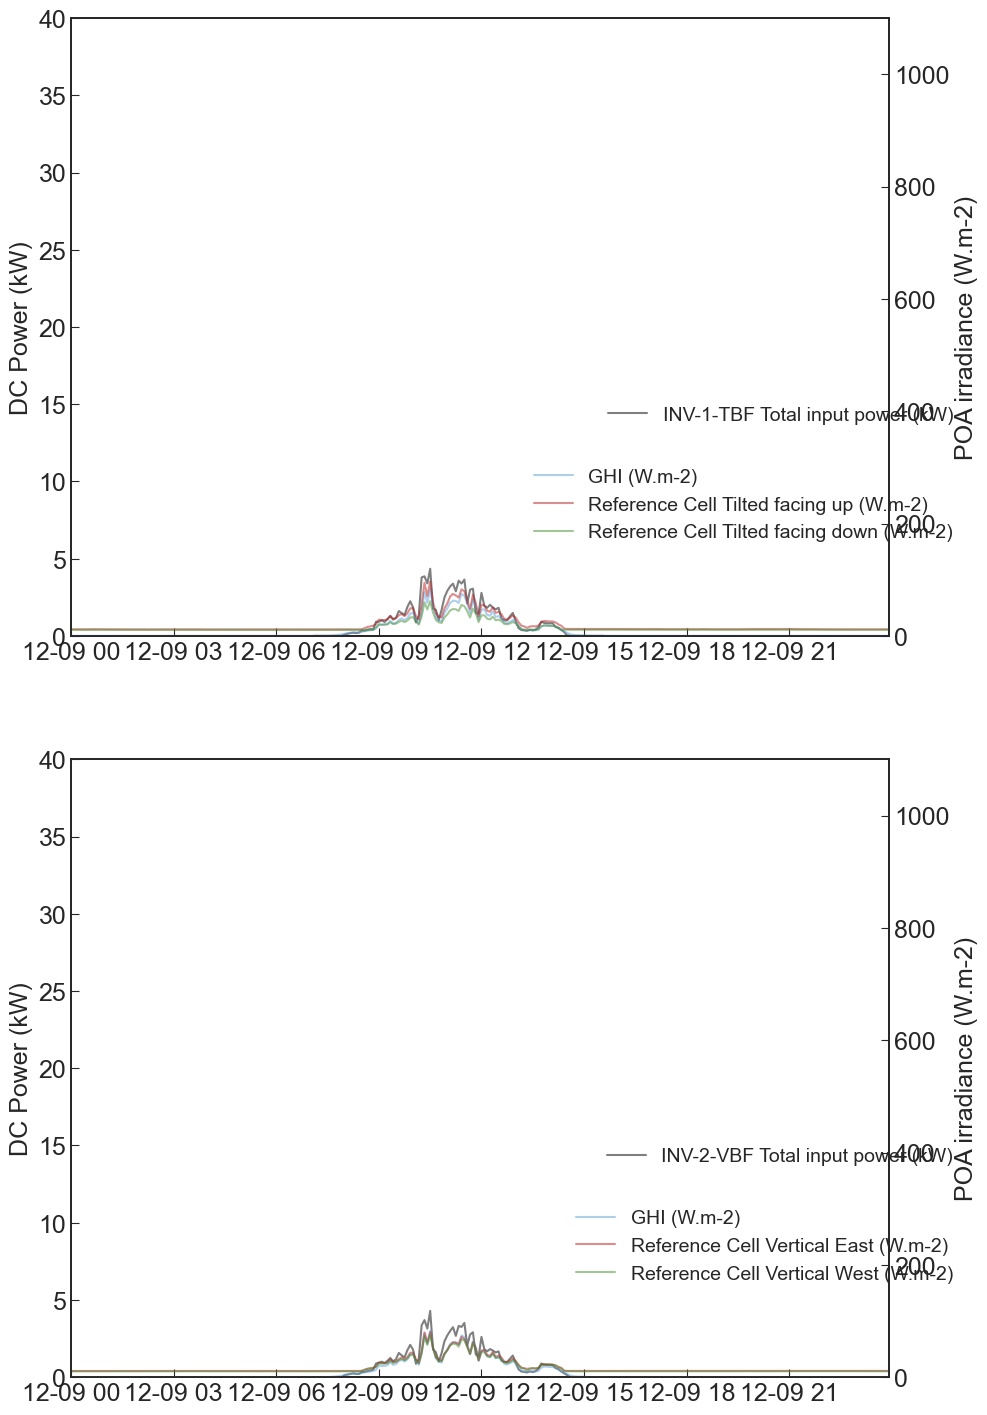 40
35
30
25
20
15
10
5
0
DC Power (kW)
1000
800
600
400
200
0
POA irradiance (W.m-2)
INV-1-TBF Total input power (kW)
GHI (W.m-2)
Reference Cell Tilted facing up (W.m-2)
Reference Cell Tilted facing down (W.m-2)
12-09 00 12-09 03 12-09 06 12-09 09 12-09 12 12-09 15 12-09 18 12-09 21
40
35
30
25
20
15
10
5
0
DC Power (kW)
1000
800
600
400
200
0
POA irradiance (W.m-2)
INV-2-VBF Total input power (kW)
GHI (W.m-2)
Reference Cell Vertical East (W.m-2)
Reference Cell Vertical West (W.m-2)
12-09 00 12-09 03 12-09 06 12-09 09 12-09 12 12-09 15 12-09 18 12-09 21